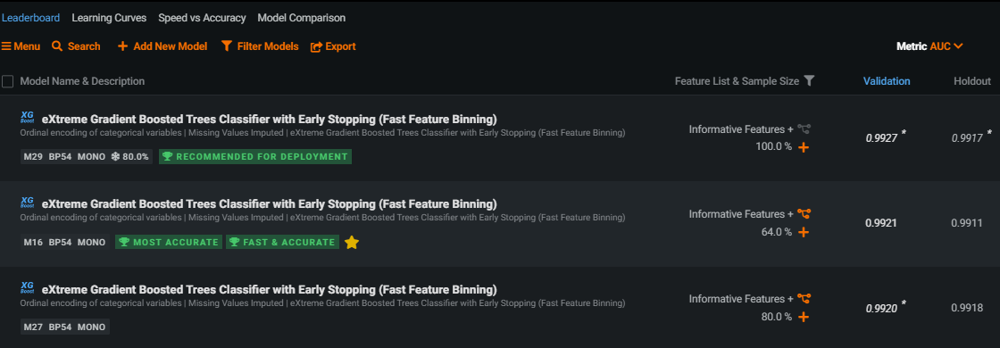 Leaderboard Learning Curves Speed vs Accuracy Model Comparison
Menu Search Add New Model Filter Models Export Metric AUC
Model Name & Description Feature List & Sample Size Validation Holdout
XG Boost eXtreme Gradient Boosted Trees Classifier with Early Stopping (Fast Feature Binning)
Ordinal encoding of categorical variables | Missing Values Imputed | eXtreme Gradient Boosted Trees Classifier with Early Stopping (Fast Feature Binning)
M29 BP54 MONO 80.0% RECOMMENDED FOR DEPLOYMENT
Informative Features +
100.0 % +
0.9927 * 0.9917 *
XG Boost eXtreme Gradient Boosted Trees Classifier with Early Stopping (Fast Feature Binning)
Ordinal encoding of categorical variables | Missing Values Imputed | eXtreme Gradient Boosted Trees Classifier with Early Stopping (Fast Feature Binning)
M16 BP54 MONO MOST ACCURATE FAST & ACCURATE
Informative Features +
64.0 % +
0.9921 0.9911
XG Boost eXtreme Gradient Boosted Trees Classifier with Early Stopping (Fast Feature Binning)
Ordinal encoding of categorical variables | Missing Values Imputed | eXtreme Gradient Boosted Trees Classifier with Early Stopping (Fast Feature Binning)
M27 BP54 MONO
Informative Features +
80.0 % +
0.9920 * 0.9918